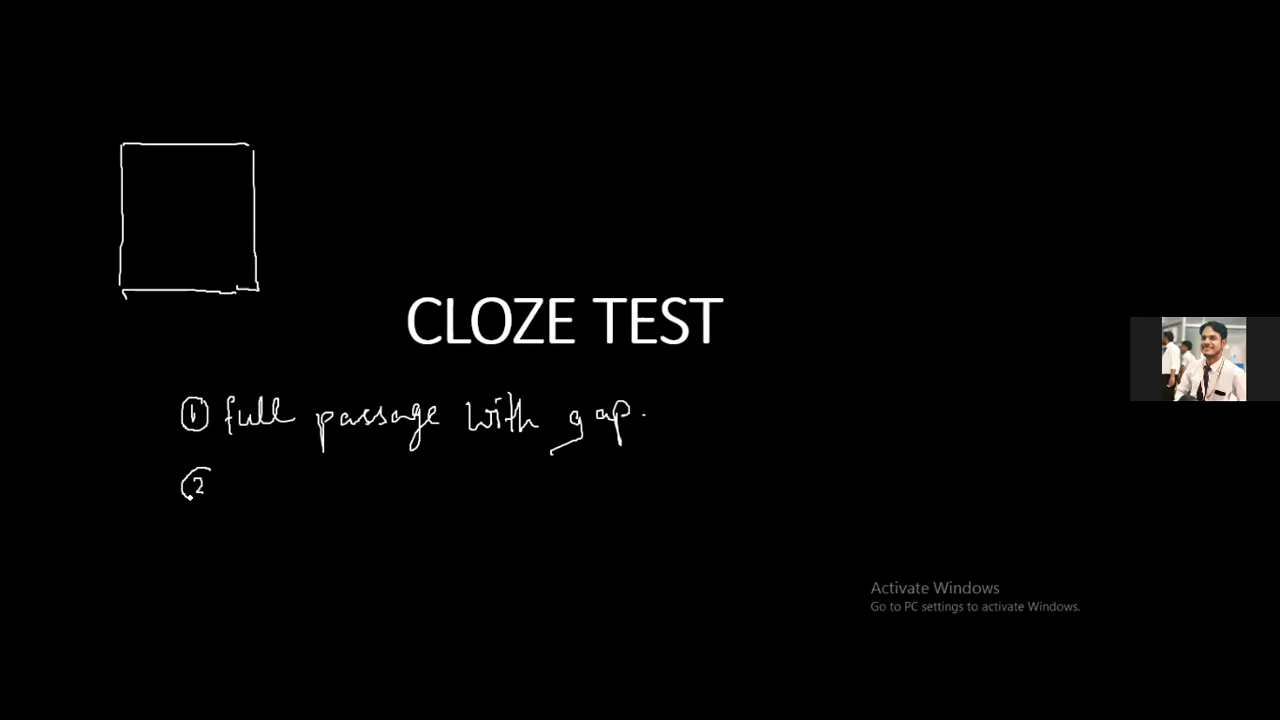 CLOZE TEST
① full passage with gap.
②
Activate Windows
Go to PC settings to activate Windows.